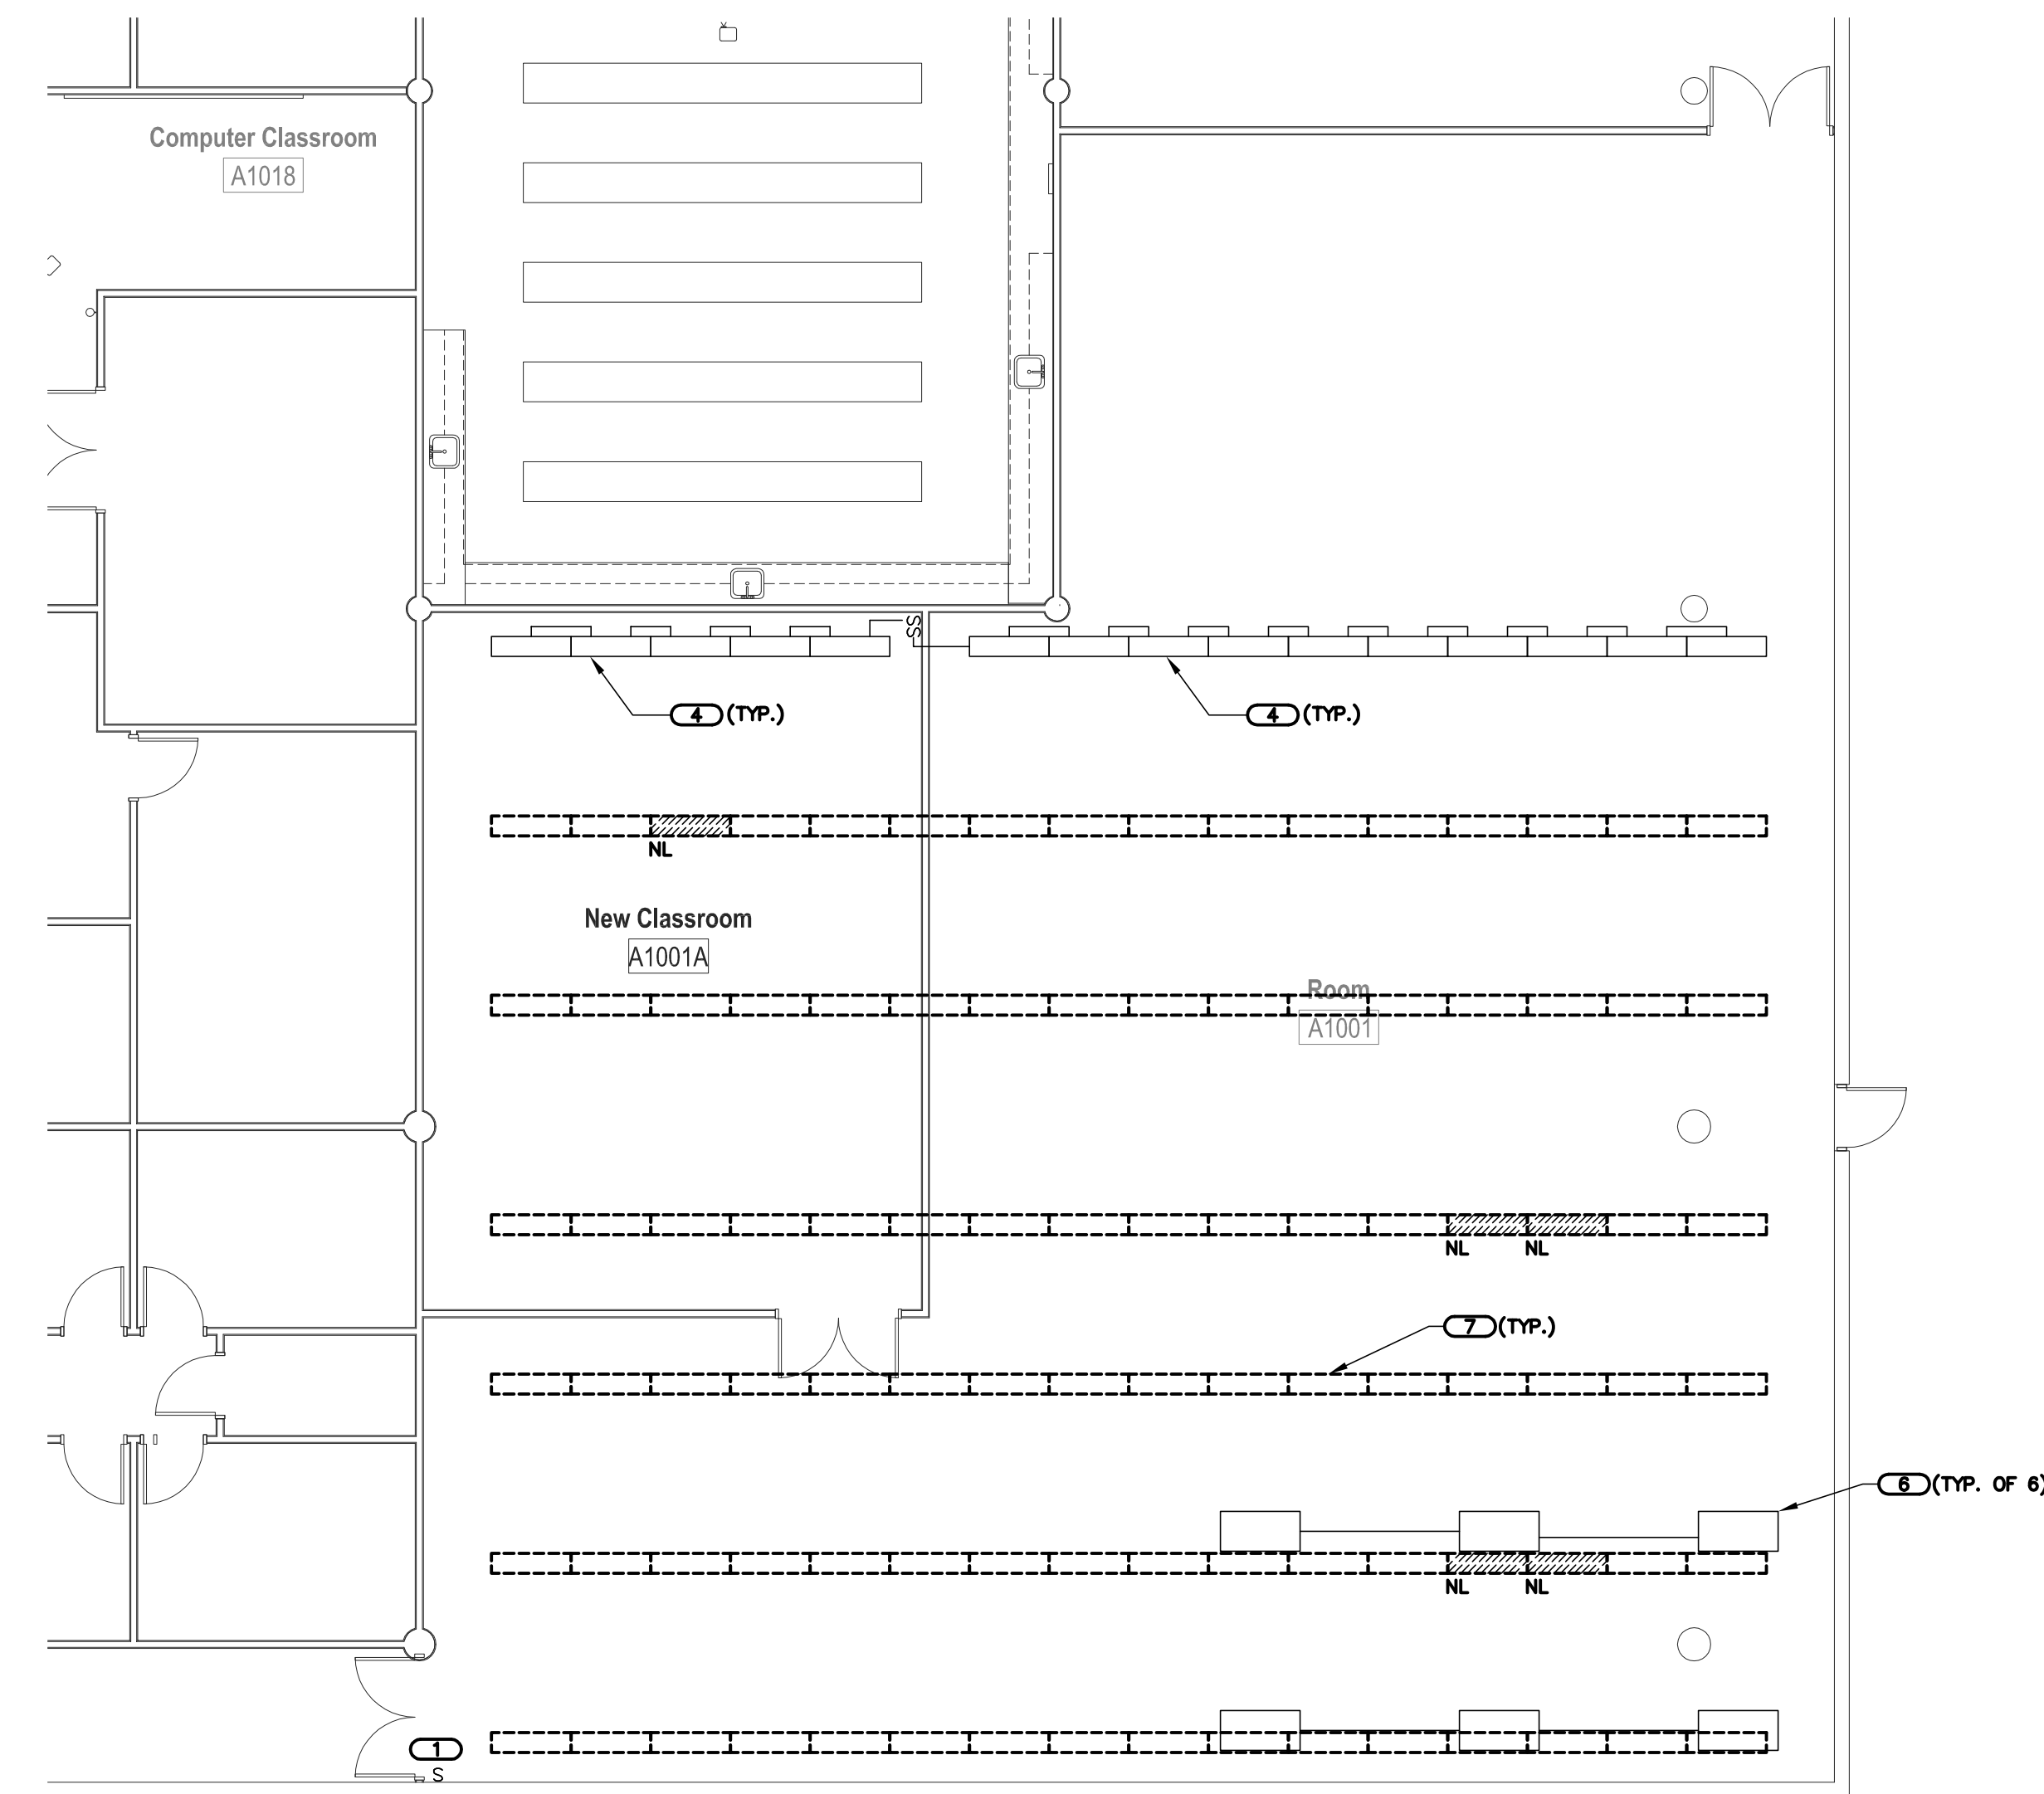 Computer Classroom
A1018
SS
4 (TYP.)
4 (TYP.)
NL
New Classroom
A1001A
Room
A1001
NL NL
7 (TYP.)
6 (TYP. OF 6)
NL NL
1
S